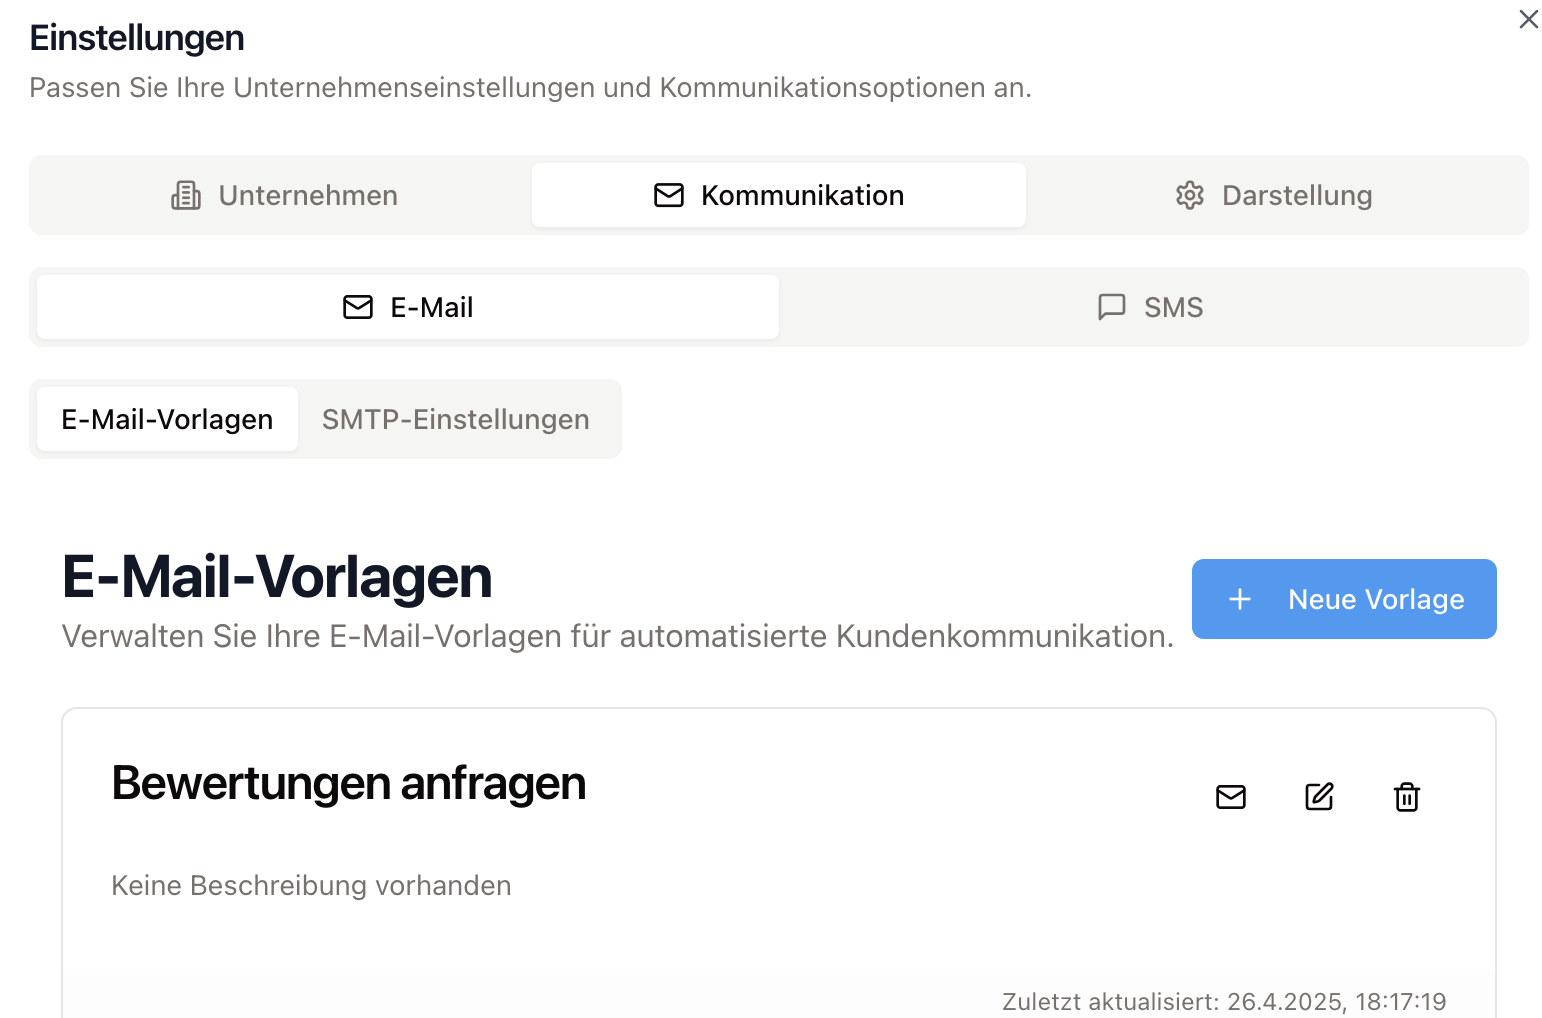 Einstellungen
Passen Sie Ihre Unternehmenseinstellungen und Kommunikationsoptionen an.
Unternehmen
Kommunikation
Darstellung
E-Mail
SMS
E-Mail-Vorlagen
SMTP-Einstellungen
E-Mail-Vorlagen
Verwalten Sie Ihre E-Mail-Vorlagen für automatisierte Kundenkommunikation.
Neue Vorlage
Bewertungen anfragen
Keine Beschreibung vorhanden
Zuletzt aktualisiert: 26.4.2025, 18:17:19